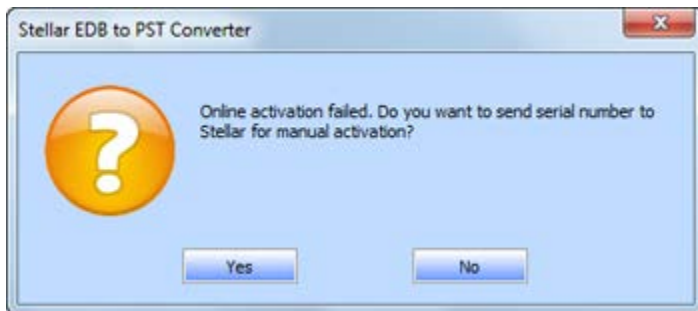 Stellar EDB to PST Converter
Online activation failed. Do you want to send serial number to
Stellar for manual activation?
Yes
No